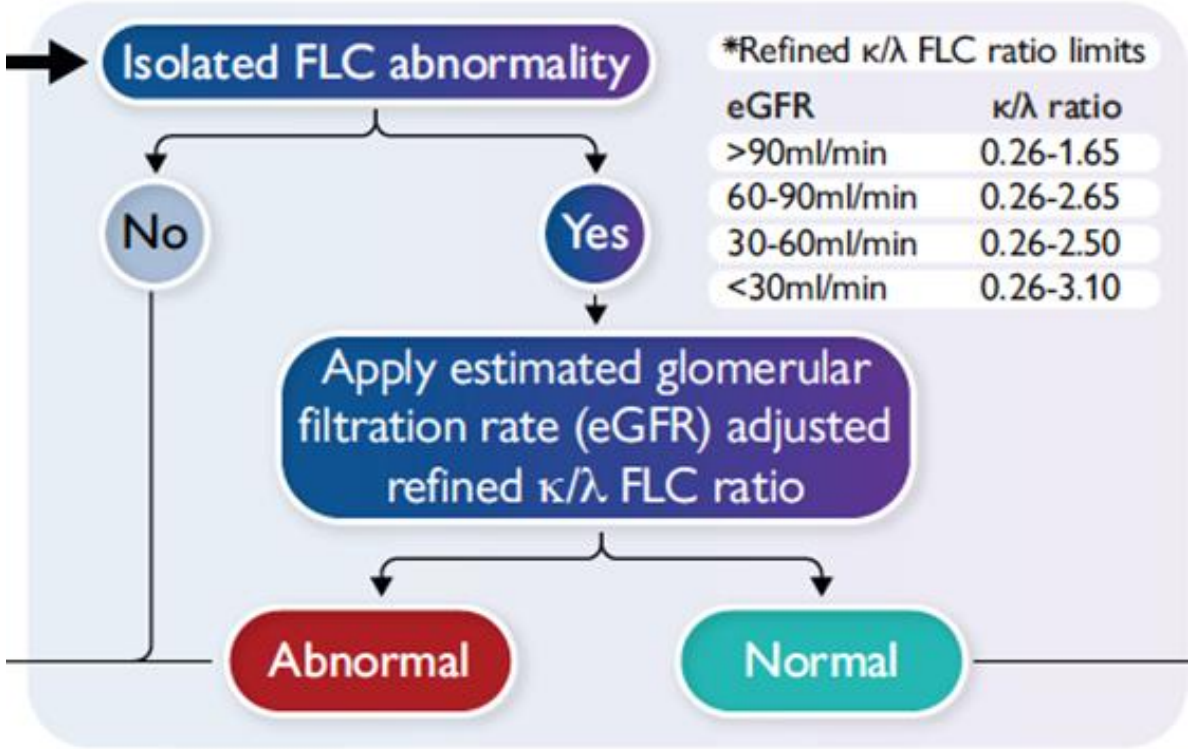 Isolated FLC abnormality
No
Yes
*Refined κ/λ FLC ratio limits
eGFR κ/λ ratio
>90ml/min 0.26-1.65
60-90ml/min 0.26-2.65
30-60ml/min 0.26-2.50
<30ml/min 0.26-3.10
Apply estimated glomerular
filtration rate (eGFR) adjusted
refined κ/λ FLC ratio
Abnormal
Normal